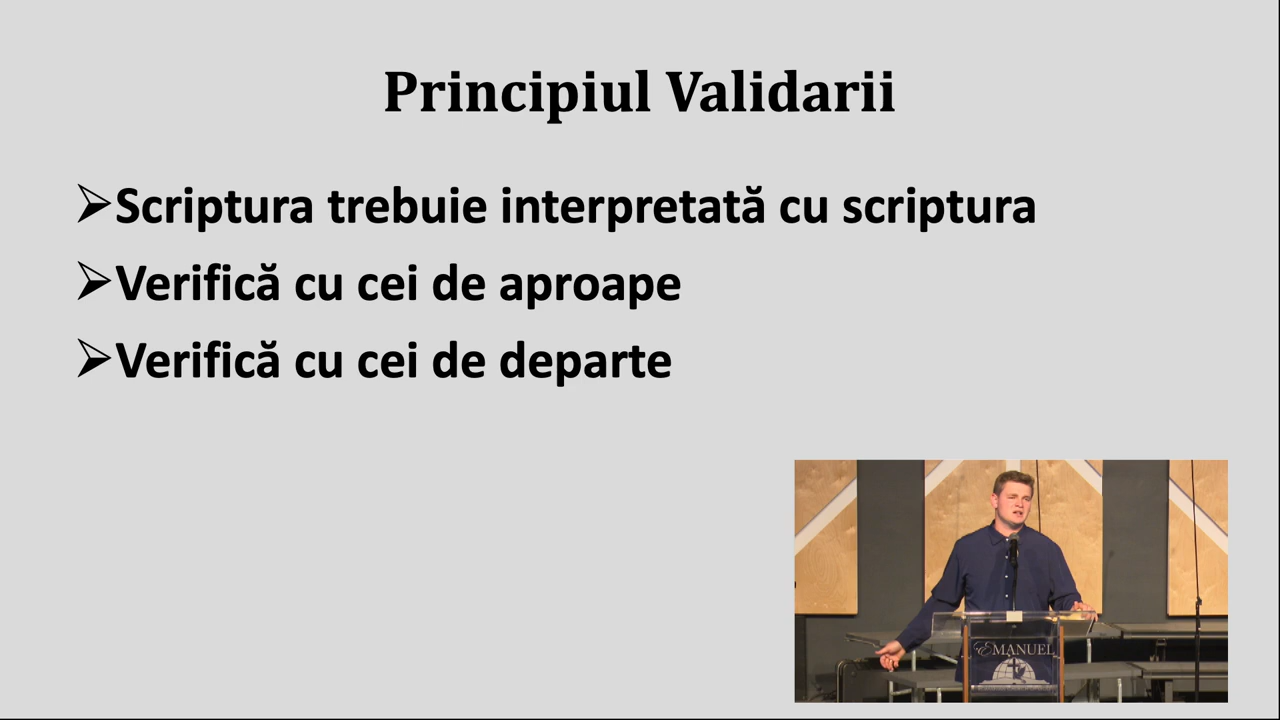 Principiul Validarii
➢Scriptura trebuie interpretată cu scriptura
➢Verifică cu cei de aproape
➢Verifică cu cei de departe
EMANUEL